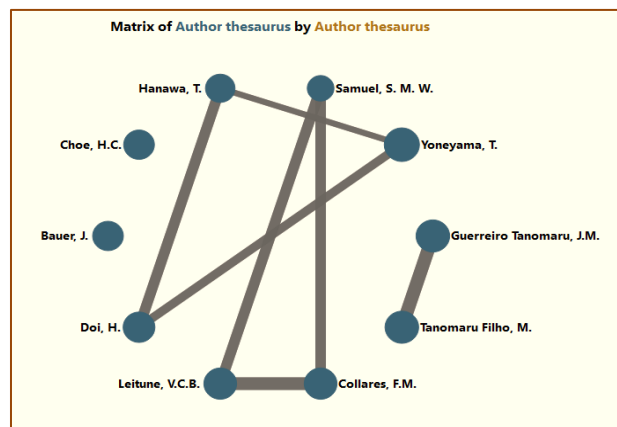 Matrix of Author thesaurus by Author thesaurus
Hanawa, T.
Samuel, S. M. W.
Choe, H.C.
Yoneyama, T.
Bauer, J.
Guerreiro Tanomaru, J.M.
Doi, H.
Tanomaru Filho, M.
Leitune, V.C.B.
Collares, F.M.